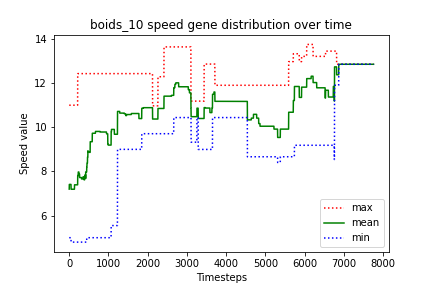 boids_10 speed gene distribution over time
14
12
10
8
6
Speed value
max
mean
min
0 1000 2000 3000 4000 5000 6000 7000 8000
Timesteps